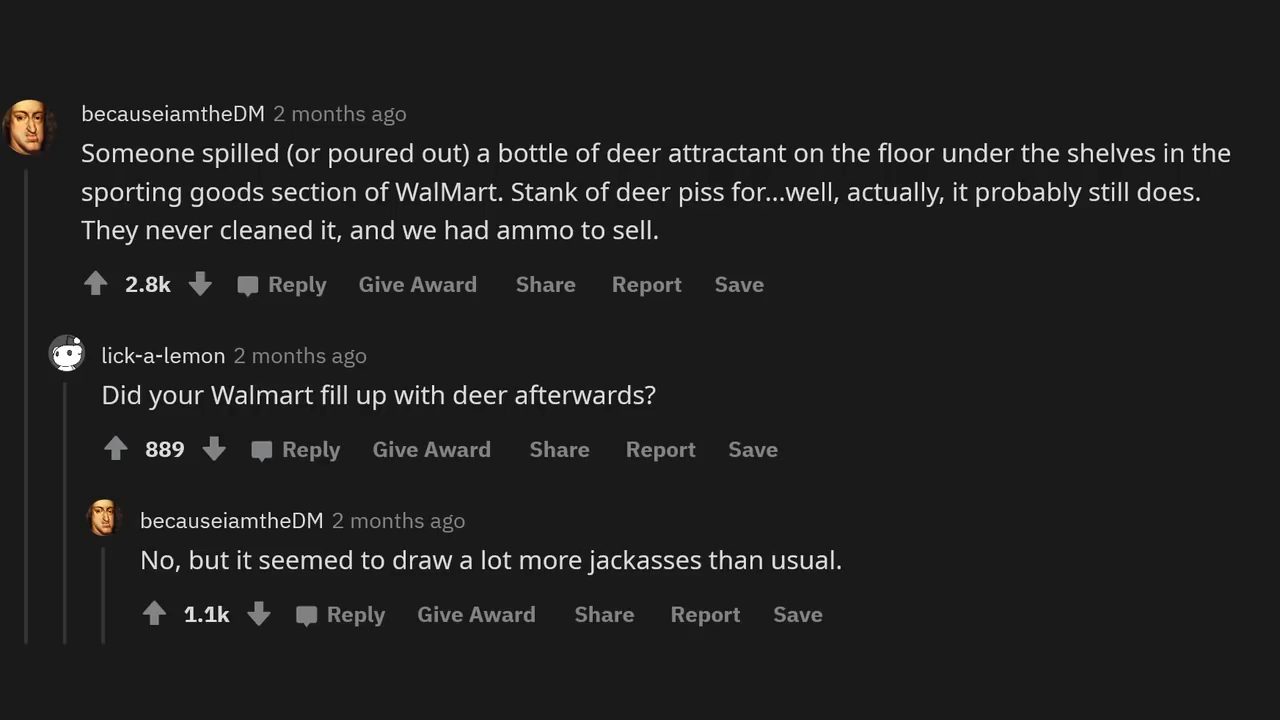 becauseiamtheDM 2 months ago
Someone spilled (or poured out) a bottle of deer attractant on the floor under the shelves in the
sporting goods section of WalMart. Stank of deer piss for...well, actually, it probably still does.
They never cleaned it, and we had ammo to sell.
2.8k Reply Give Award Share Report Save
lick-a-lemon 2 months ago
Did your Walmart fill up with deer afterwards?
889 Reply Give Award Share Report Save
becauseiamtheDM 2 months ago
No, but it seemed to draw a lot more jackasses than usual.
1.1k Reply Give Award Share Report Save